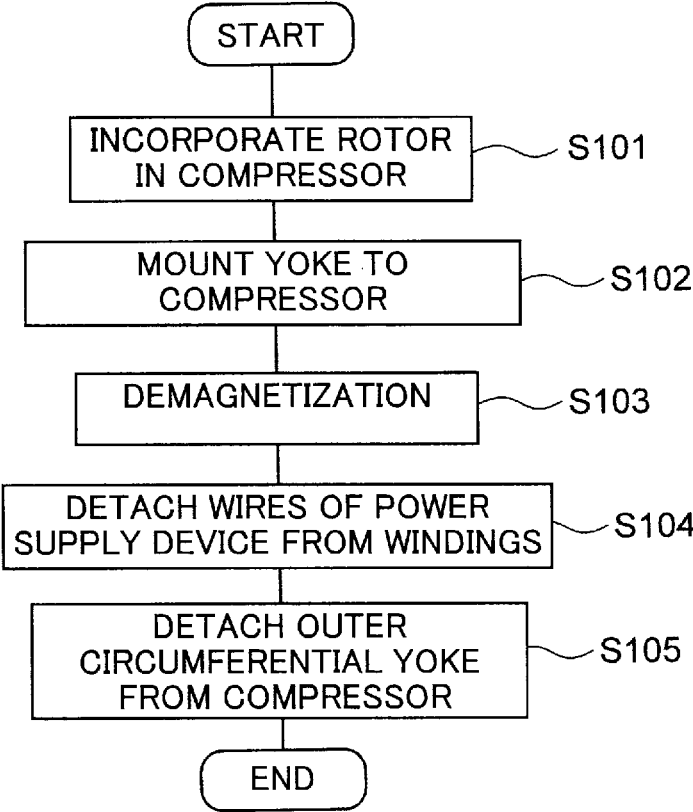 START
INCORPORATE ROTOR
IN COMPRESSOR
S101
MOUNT YOKE TO
COMPRESSOR
S102
DEMAGNETIZATION
S103
DETACH WIRES OF POWER
SUPPLY DEVICE FROM WINDINGS
S104
DETACH OUTER
CIRCUMFERENTIAL YOKE
FROM COMPRESSOR
S105
END